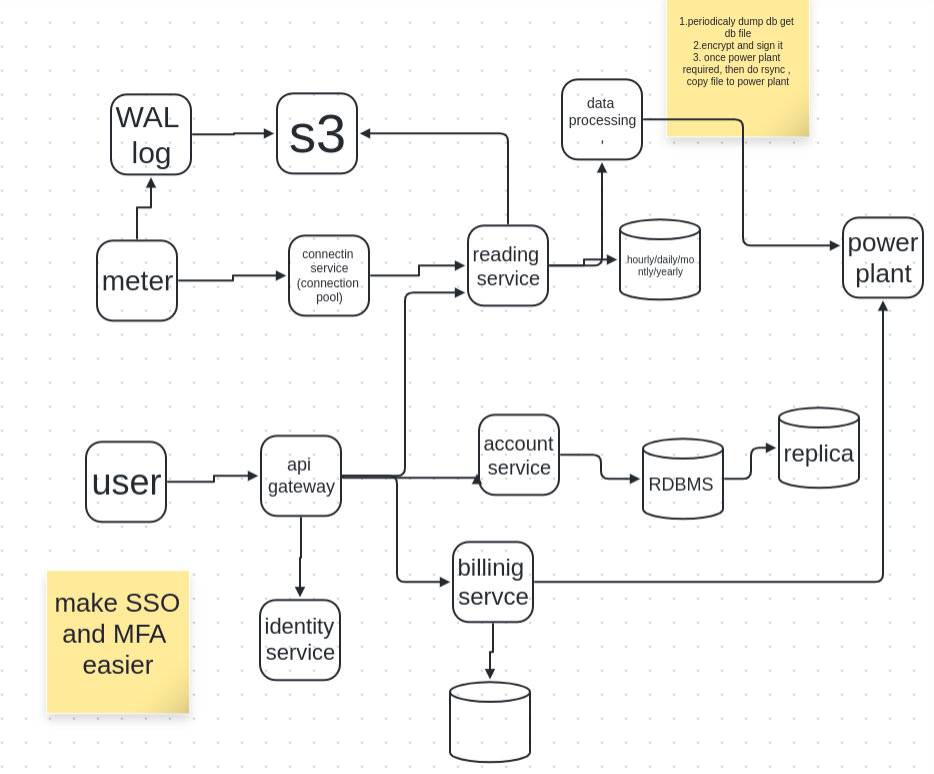 1.periodicaly dump db get
db file
2.encrypt and sign it
3. once power plant
required, then do rsync ,
copy file to power plant
WAL
log
s3
data
processing
,
meter
connectin
service
(connection
pool)
reading
service
hourly/daily/mo
ntly/yearly
power
plant
user
api
gateway
account
service
RDBMS
replica
billinig
servce
identity
service
make SSO
and MFA
easier